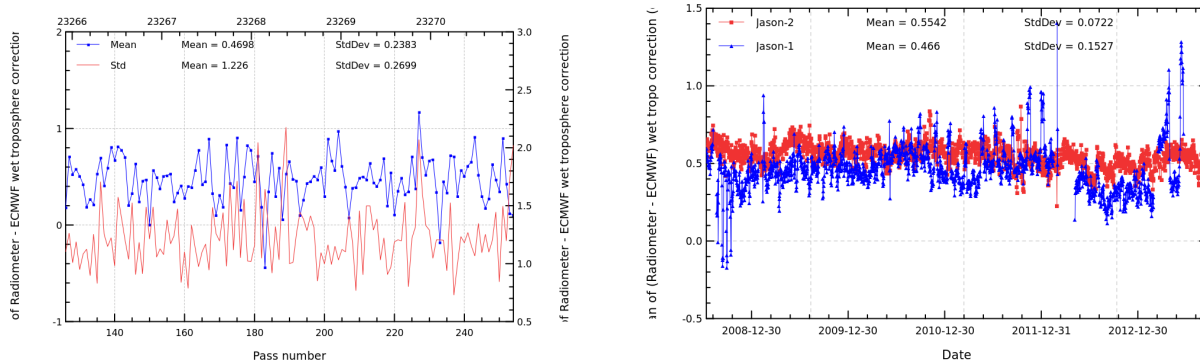 23266 23267 23268 23269 23270
2 3.0
Mean Mean = 0.4698 StdDev = 0.2383
Std Mean = 1.226 StdDev = 0.2699
2.5
1 2.0
1.5
0 1.0
-1 0.5
140 160 180 200 220 240
Pass number
of Radiometer - ECMWF wet troposphere correction
of Radiometer - ECMWF wet troposphere correction
1.5
Jason-2 Mean = 0.5542 StdDev = 0.0722
Jason-1 Mean = 0.466 StdDev = 0.1527
1.0
0.5
0.0
-0.5
2008-12-30 2009-12-30 2010-12-30 2011-12-31 2012-12-30
Date
an of (Radiometer - ECMWF) wet tropo correction (